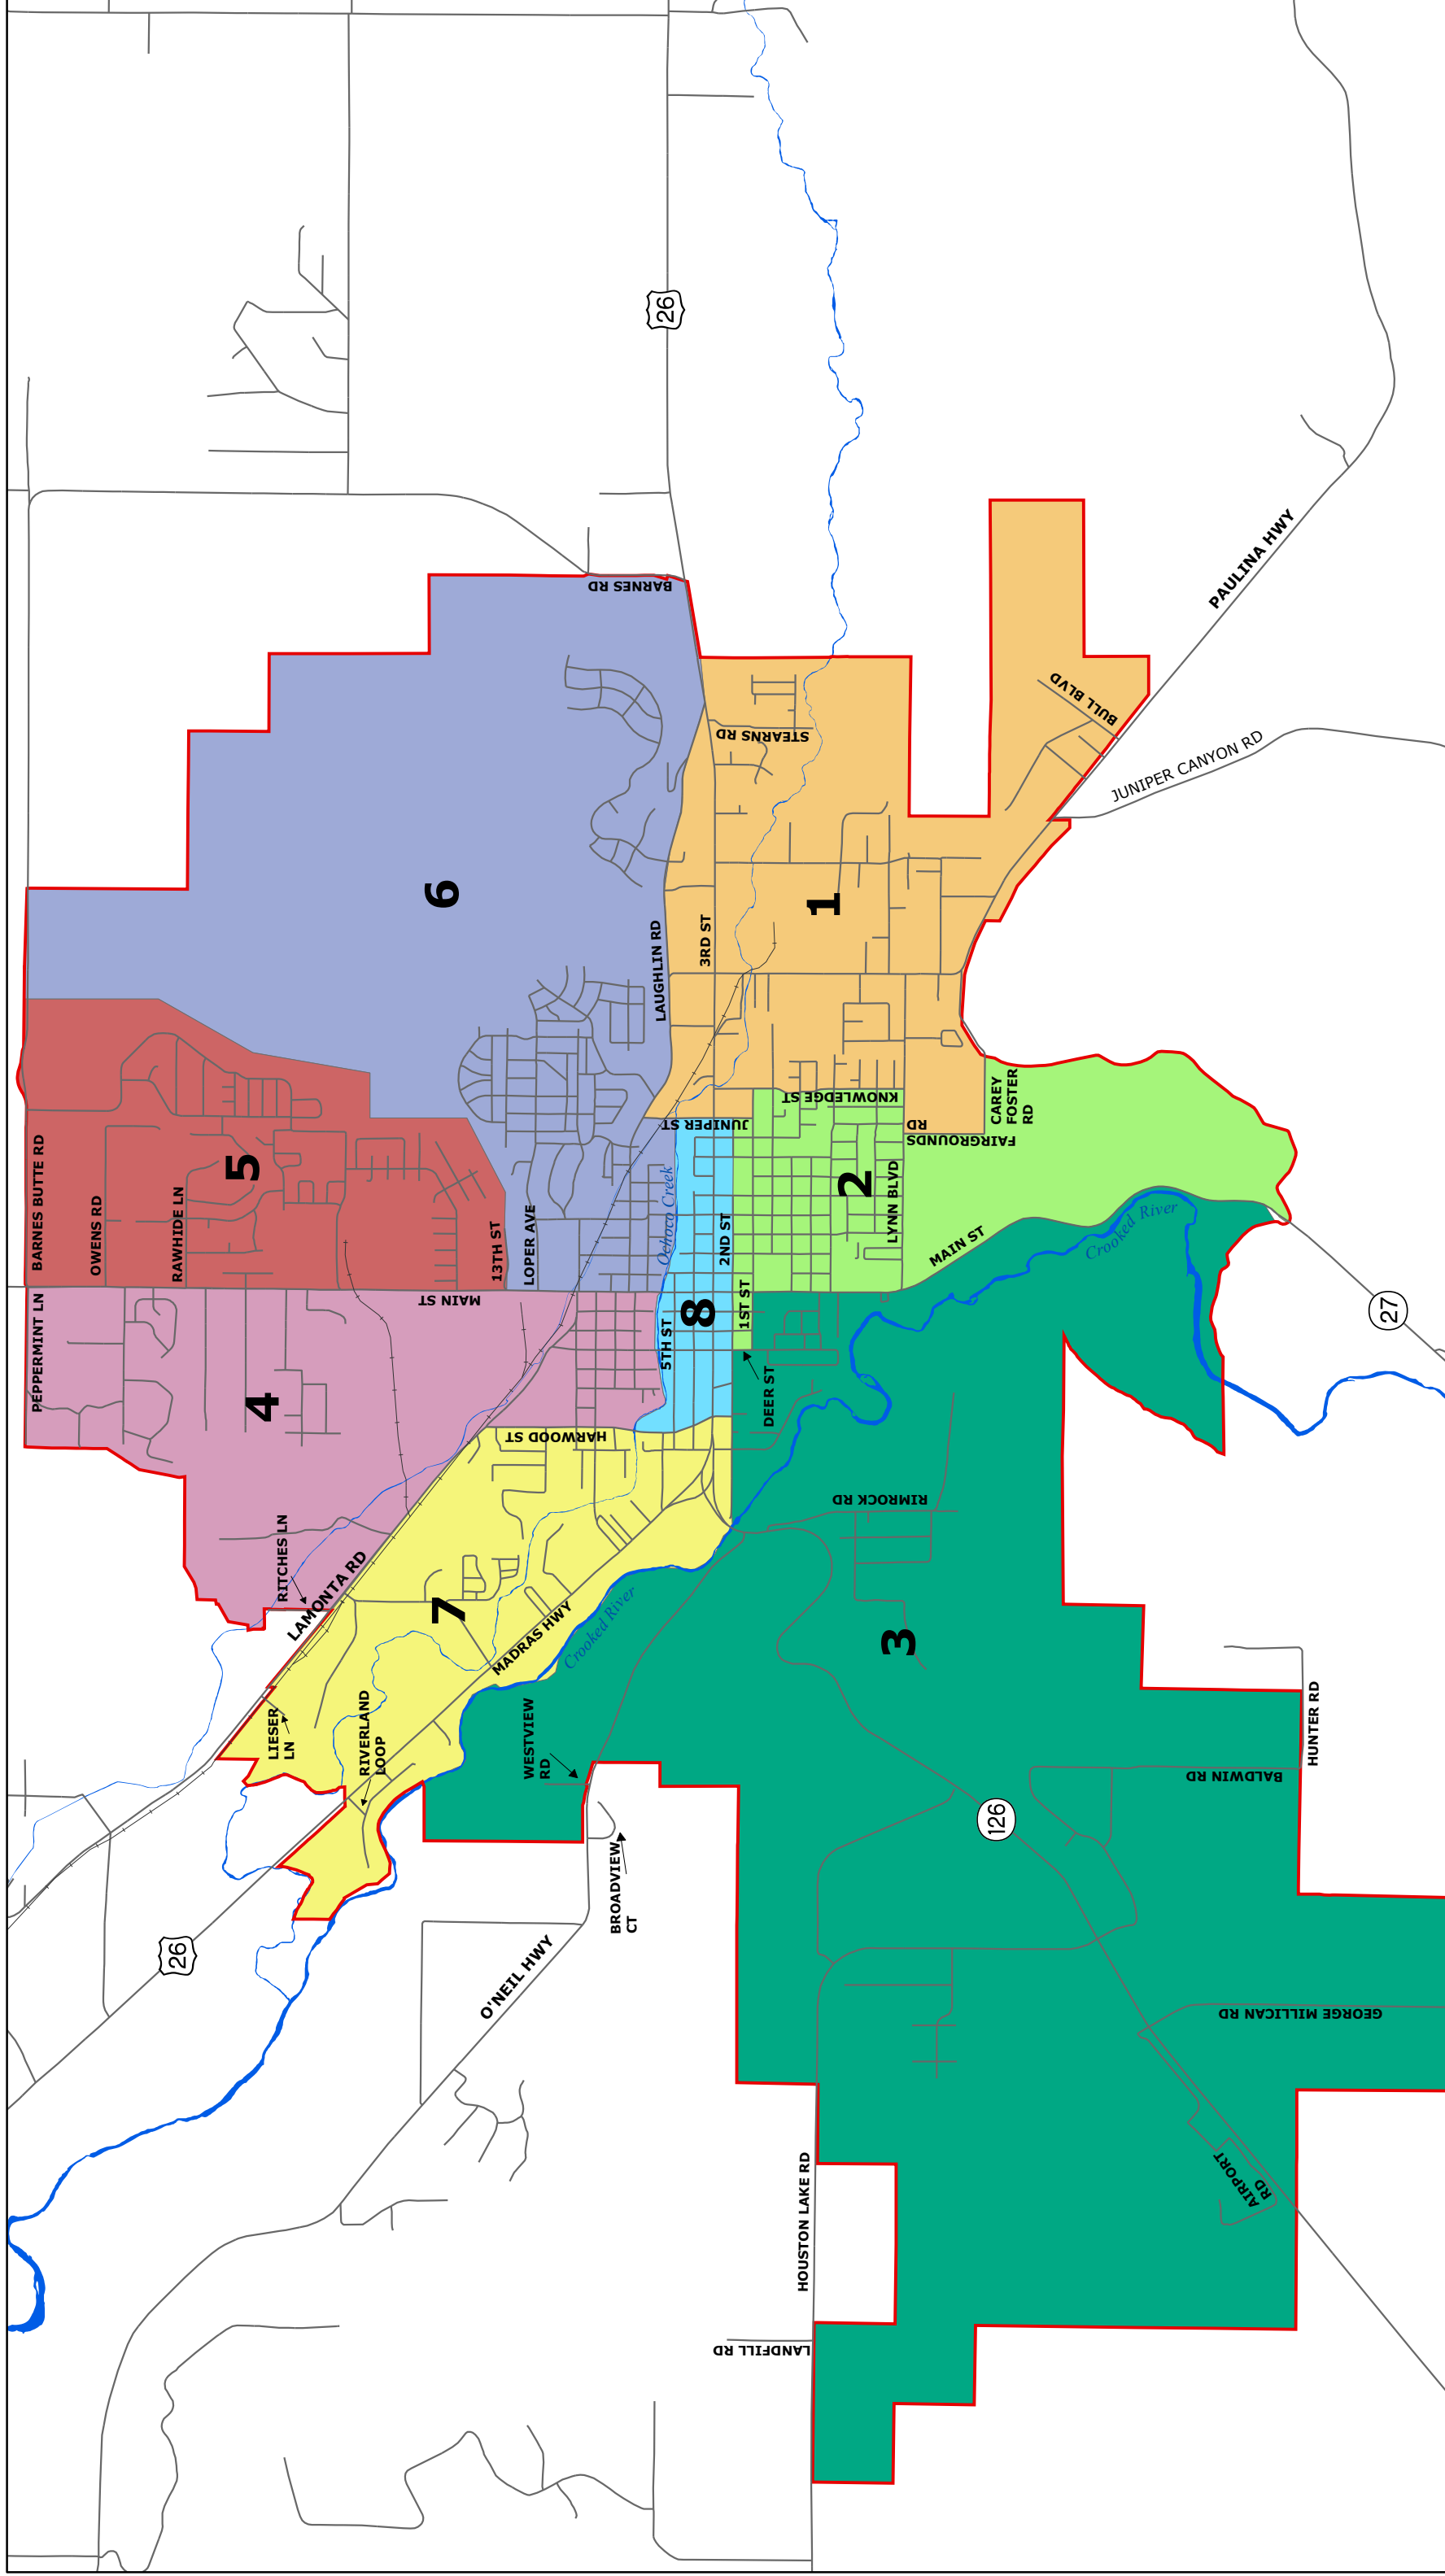 PEPPERMINT LN
BARNES BUTTE RD
OWENS RD
26
RAWHIDE LN
5
4
RITCHES LN
LAMONTA RD
LIESER
LN
RIVERLAND
LOOP
6
7
MAIN ST
13TH ST
LOPER AVE
O'NEIL HWY
MADRAS HWY
HARWOOD ST
WESTVIEW
RD
Crooked River
BARNES RD
BROADVIEW
CT
26
LAUGHLIN RD
Ochoco Creek
5TH ST
JUNIPER ST
3RD ST
8
2ND ST
1ST ST
STEARNS RD
DEER ST
LANDFILL RD
HOUSTON LAKE RD
1
KNOWLEDGE ST
2
RIMROCK RD
LYNN BLVD
3
FAIRGROUNDS
RD
MAIN ST
CAREY
FOSTER
RD
126
BULL BLVD
Crooked River
JUNIPER CANYON RD
PAULINA HWY
BALDWIN RD
AIRPORT
RD
HUNTER RD
GEORGE MILLICAN RD
27